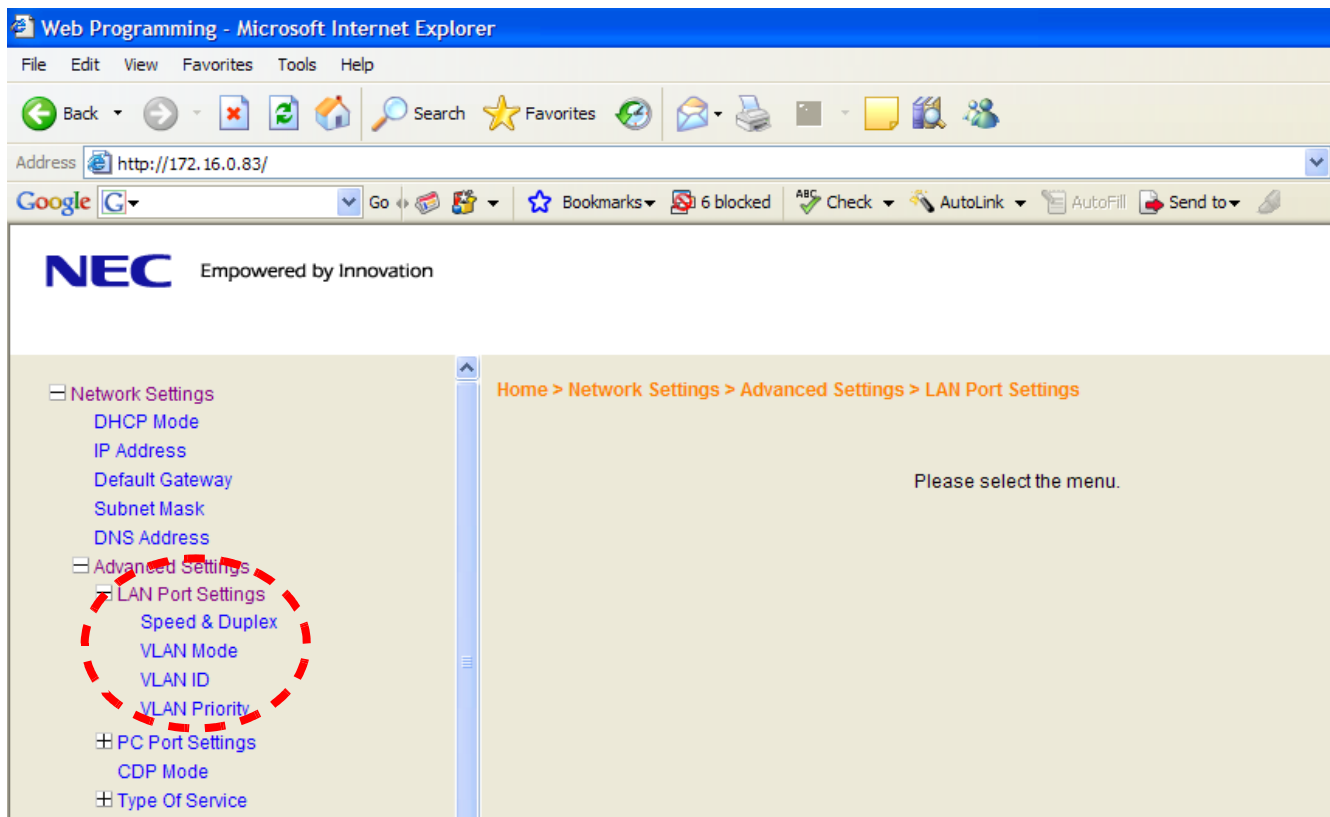 Web Programming - Microsoft Internet Explorer
File Edit View Favorites Tools Help
Back Search Favorites
Address http://172.16.0.83/
Google G Go Bookmarks 6 blocked ABC Check AutoLink AutoFill Send to
NEC Empowered by Innovation
Network Settings
Home > Network Settings > Advanced Settings > LAN Port Settings
DHCP Mode
IP Address
Default Gateway
Please select the menu.
Subnet Mask
DNS Address
Advanced Settings
LAN Port Settings
Speed & Duplex
VLAN Mode
VLAN ID
VLAN Priority
PC Port Settings
CDP Mode
Type Of Service